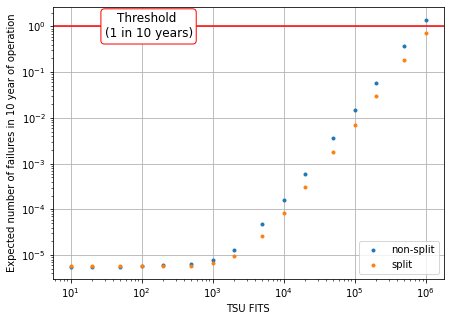 Threshold
(1 in 10 years)
Expected number of failures in 10 year of operation
10⁰
10⁻¹
10⁻²
10⁻³
10⁻⁴
10⁻⁵
10¹ 10² 10³ 10⁴ 10⁵ 10⁶
TSU FITS
non-split
split